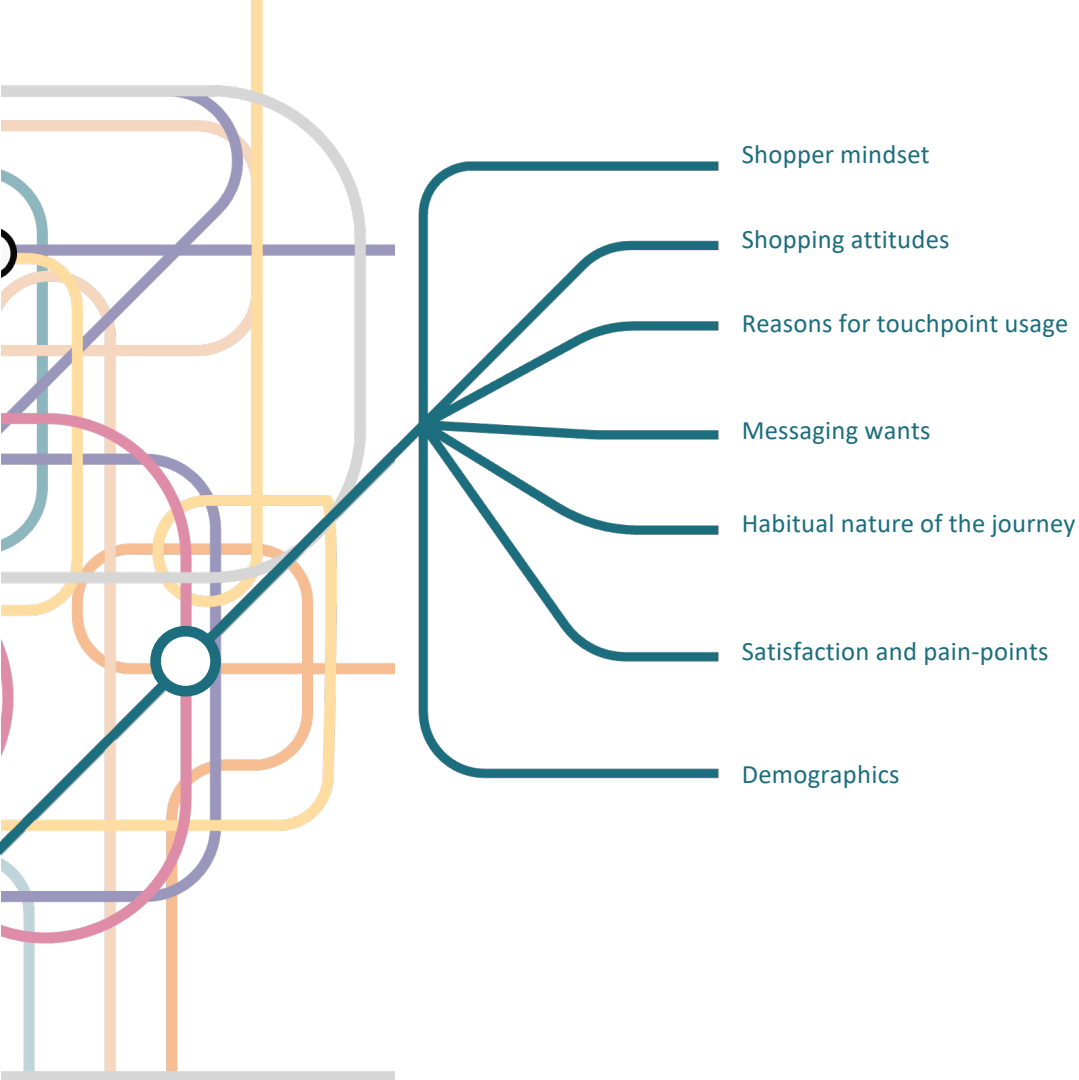 Shopper mindset
Shopping attitudes
Reasons for touchpoint usage
Messaging wants
Habitual nature of the journey
Satisfaction and pain-points
Demographics